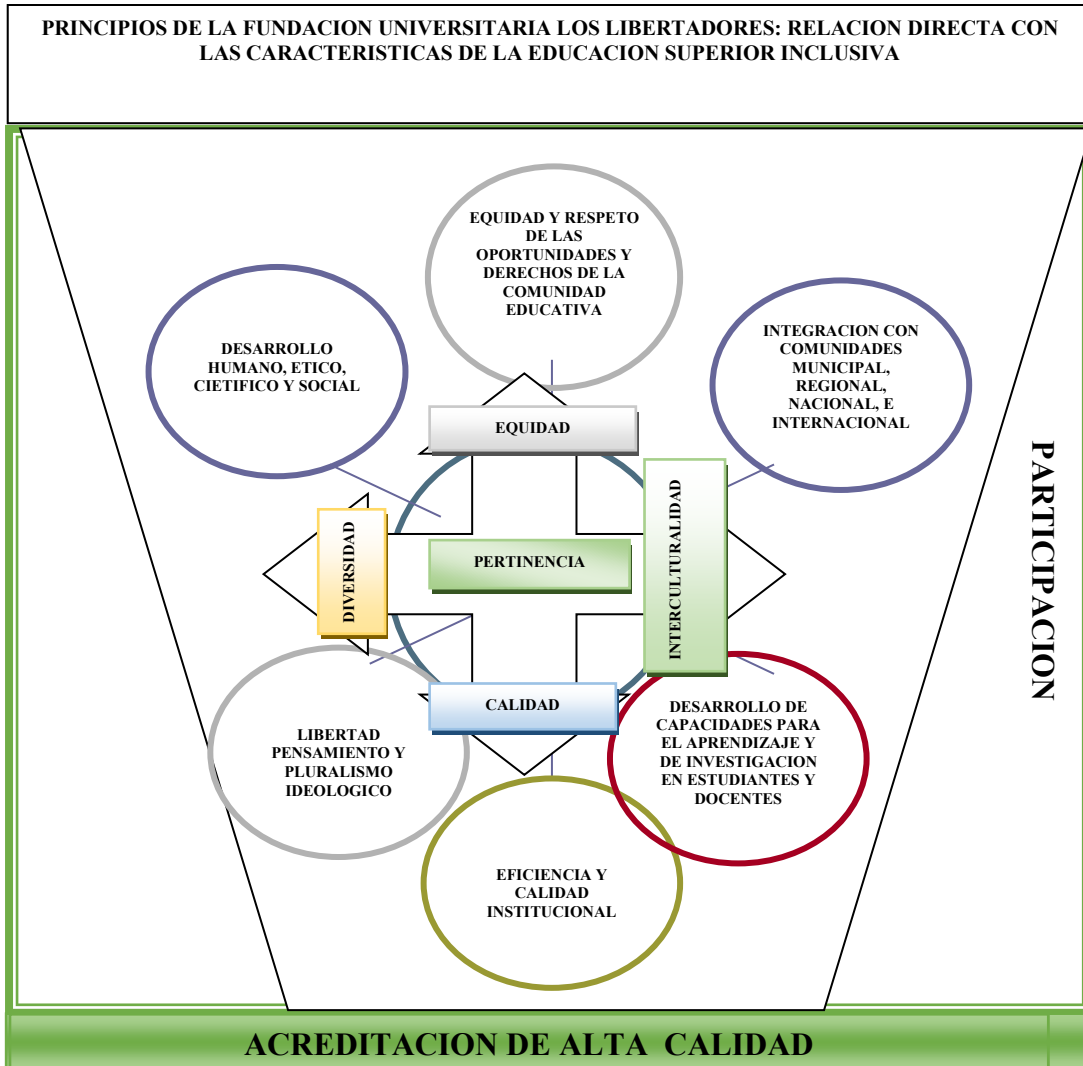 PRINCIPIOS DE LA FUNDACION UNIVERSITARIA LOS LIBERTADORES: RELACION DIRECTA CON
LAS CARACTERISTICAS DE LA EDUCACION SUPERIOR INCLUSIVA
EQUIDAD Y RESPETO
DE LAS
OPORTUNIDADES Y
DERECHOS DE LA
COMUNIDAD
EDUCATIVA
DESARROLLO
HUMANO, ETICO,
CIETIFICO Y SOCIAL
INTEGRACION CON
COMUNIDADES
MUNICIPAL,
REGIONAL,
NACIONAL, E
INTERNACIONAL
EQUIDAD
DIVERSIDAD
PERTINENCIA
INTERCULTURALIDAD
PARTICIPACION
CALIDAD
LIBERTAD
PENSAMIENTO Y
PLURALISMO
IDEOLOGICO
DESARROLLO DE
CAPACIDADES PARA
EL APRENDIZAJE Y
DE INVESTIGACION
EN ESTUDIANTES Y
DOCENTES
EFICIENCIA Y
CALIDAD
INSTITUCIONAL
ACREDITACION DE ALTA CALIDAD